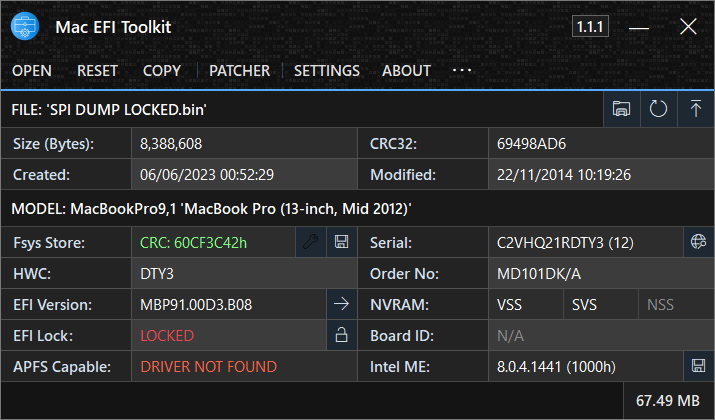 Mac EFI Toolkit 1.1.1
OPEN RESET COPY PATCHER SETTINGS ABOUT ...
FILE: 'SPI DUMP LOCKED.bin'
Size (Bytes): 8,388,608 CRC32: 69498AD6
Created: 06/06/2023 00:52:29 Modified: 22/11/2014 10:19:26
MODEL: MacBookPro9,1 'MacBook Pro (13-inch, Mid 2012)'
Fsys Store: CRC: 60CF3C42h Serial: C2VHQ21RDTY3 (12)
HWC: DTY3 Order No: MD101DK/A
EFI Version: MBP91.00D3.B08 NVRAM: VSS SVS NSS
EFI Lock: LOCKED Board ID: N/A
APFS Capable: DRIVER NOT FOUND Intel ME: 8.0.4.1441 (1000h)
67.49 MB